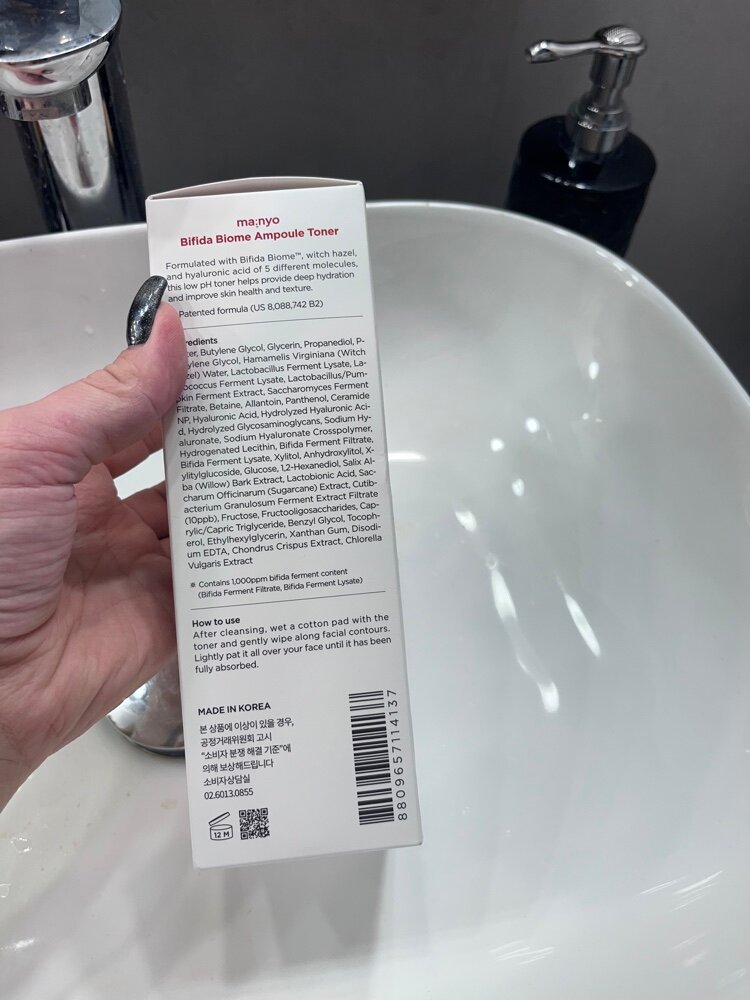 ma:nyo
Bifida Biome Ampoule Toner
Formulated with Bifida Biome™, witch hazel,
and hyaluronic acid of 5 different molecules,
this low pH toner helps provide deep hydration
and improve skin health and texture.
Patented formula (US 8,088,742 B2)
redients
ter, Butylene Glycol, Glycerin, Propanediol, P-
ylene Glycol, Hamamelis Virginiana (Witch
zel) Water, Lactobacillus Ferment Lysate, La-
ococcus Ferment Lysate, Lactobacillus/Pum-
pkin Ferment Extract, Saccharomyces Ferment
Filtrate, Betaine, Allantoin, Panthenol, Ceramide
NP, Hyaluronic Acid, Hydrolyzed Hyaluronic Aci-
d, Hydrolyzed Glycosaminoglycans, Sodium Hy-
aluronate, Sodium Hyaluronate Crosspolymer,
Hydrogenated Lecithin, Bifida Ferment Filtrate,
Bifida Ferment Lysate, Xylitol, Anhydroxylitol, X-
ylitylglucoside, Glucose, 1,2-Hexanediol, Salix Al-
ba (Willow) Bark Extract, Lactobionic Acid, Sac-
charum Officinarum (Sugarcane) Extract, Cutib-
acterium Granulosum Ferment Extract Filtrate
(10ppb), Fructose, Fructooligosaccharides, Cap-
rylic/Capric Triglyceride, Benzyl Glycol, Tocoph-
erol, Ethylhexylglycerin, Xanthan Gum, Disodi-
um EDTA, Chondrus Crispus Extract, Chlorella
Vulgaris Extract
※ Contains 1,000ppm bifida ferment content
(Bifida Ferment Filtrate, Bifida Ferment Lysate)
How to use
After cleansing, wet a cotton pad with the
toner and gently wipe along facial contours.
Lightly pat it all over your face until it has been
fully absorbed.
MADE IN KOREA
본 상품에 이상이 있을 경우,
공정거래위원회 고시
"소비자 분쟁 해결 기준"에
의해 보상해드립니다
소비자상담실
02.6013.0855
12 M
8809657114137